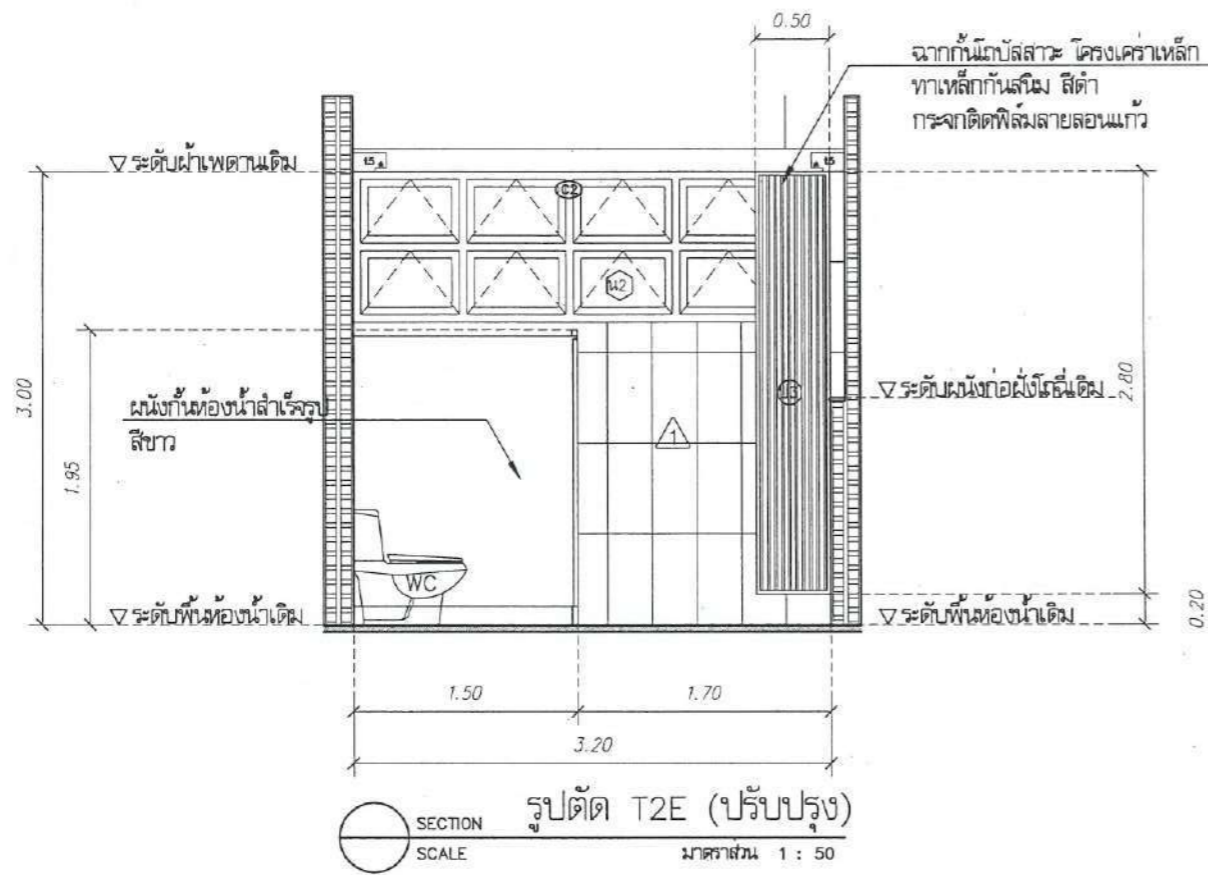 0.50
ฉากกั้นโถปัสสาวะ โครงเคร่าเหล็ก
ทาเหล็กกันสนิม สีดำ
กระจกติดฟิล์มลายลอนแก้ว
▽ ระดับฝ้าเพดานเดิม
t5
t5
C2
น2
3.00
1.95
ผนังกั้นห้องน้ำสำเร็จรูป
สีขาว
1
▽ ระดับผนังก่อฝั่งโถฉี่เดิม
2.80
WC
▽ ระดับพื้นห้องน้ำเดิม
▽ ระดับพื้นห้องน้ำเดิม
0.20
1.50
1.70
3.20
SECTION
รูปตัด T2E (ปรับปรุง)
SCALE
มาตราส่วน 1 : 50